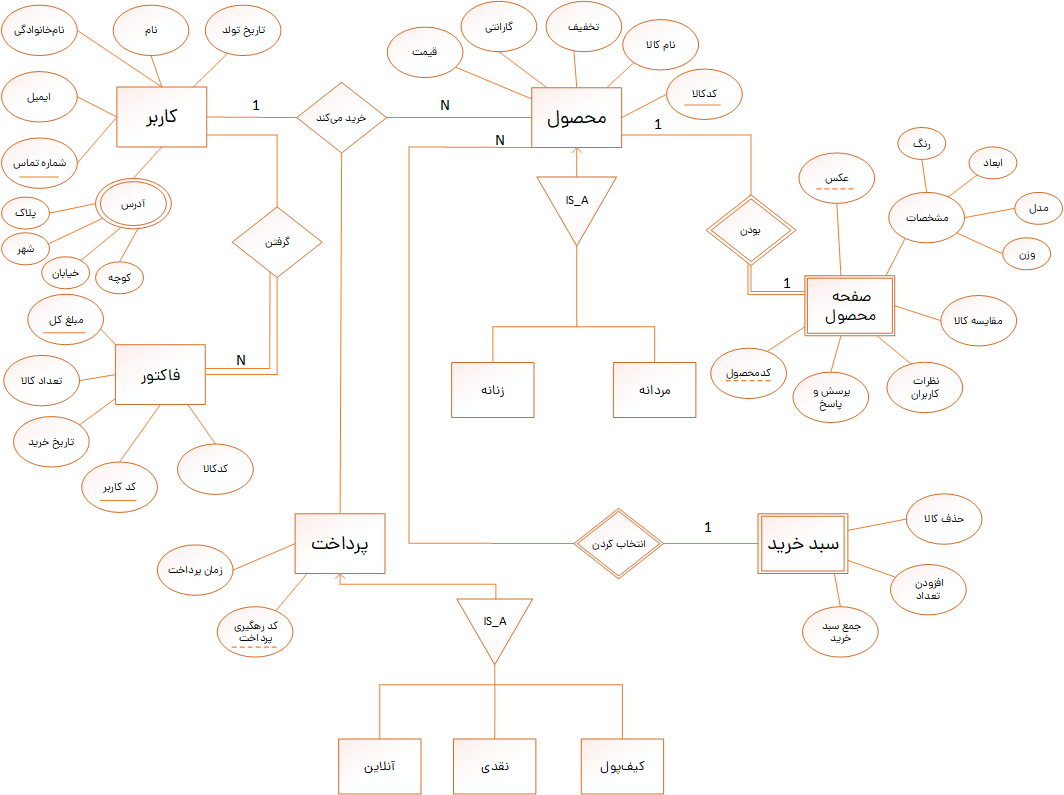 نام‌خانوادگی
نام
تاریخ تولد
ایمیل
کاربر
شماره تماس
آدرس
پلاک
شهر
خیابان
کوچه
1
خرید می‌کند
N
قیمت
گارانتی
تخفیف
نام کالا
کدکالا
محصول
1
N
IS_A
زنانه
مردانه
گرفتن
N
مبلغ کل
فاکتور
تعداد کالا
تاریخ خرید
کد کاربر
کدکالا
بودن
1
عکس
رنگ
ابعاد
مشخصات
مدل
وزن
صفحه
محصول
مقایسه کالا
کدمحصول
پرسش و
پاسخ
نظرات
کاربران
پرداخت
زمان پرداخت
کد رهگیری
پرداخت
انتخاب کردن
1
سبد خرید
حذف کالا
افزودن
تعداد
جمع سبد
خرید
IS_A
آنلاین
نقدی
کیف‌پول